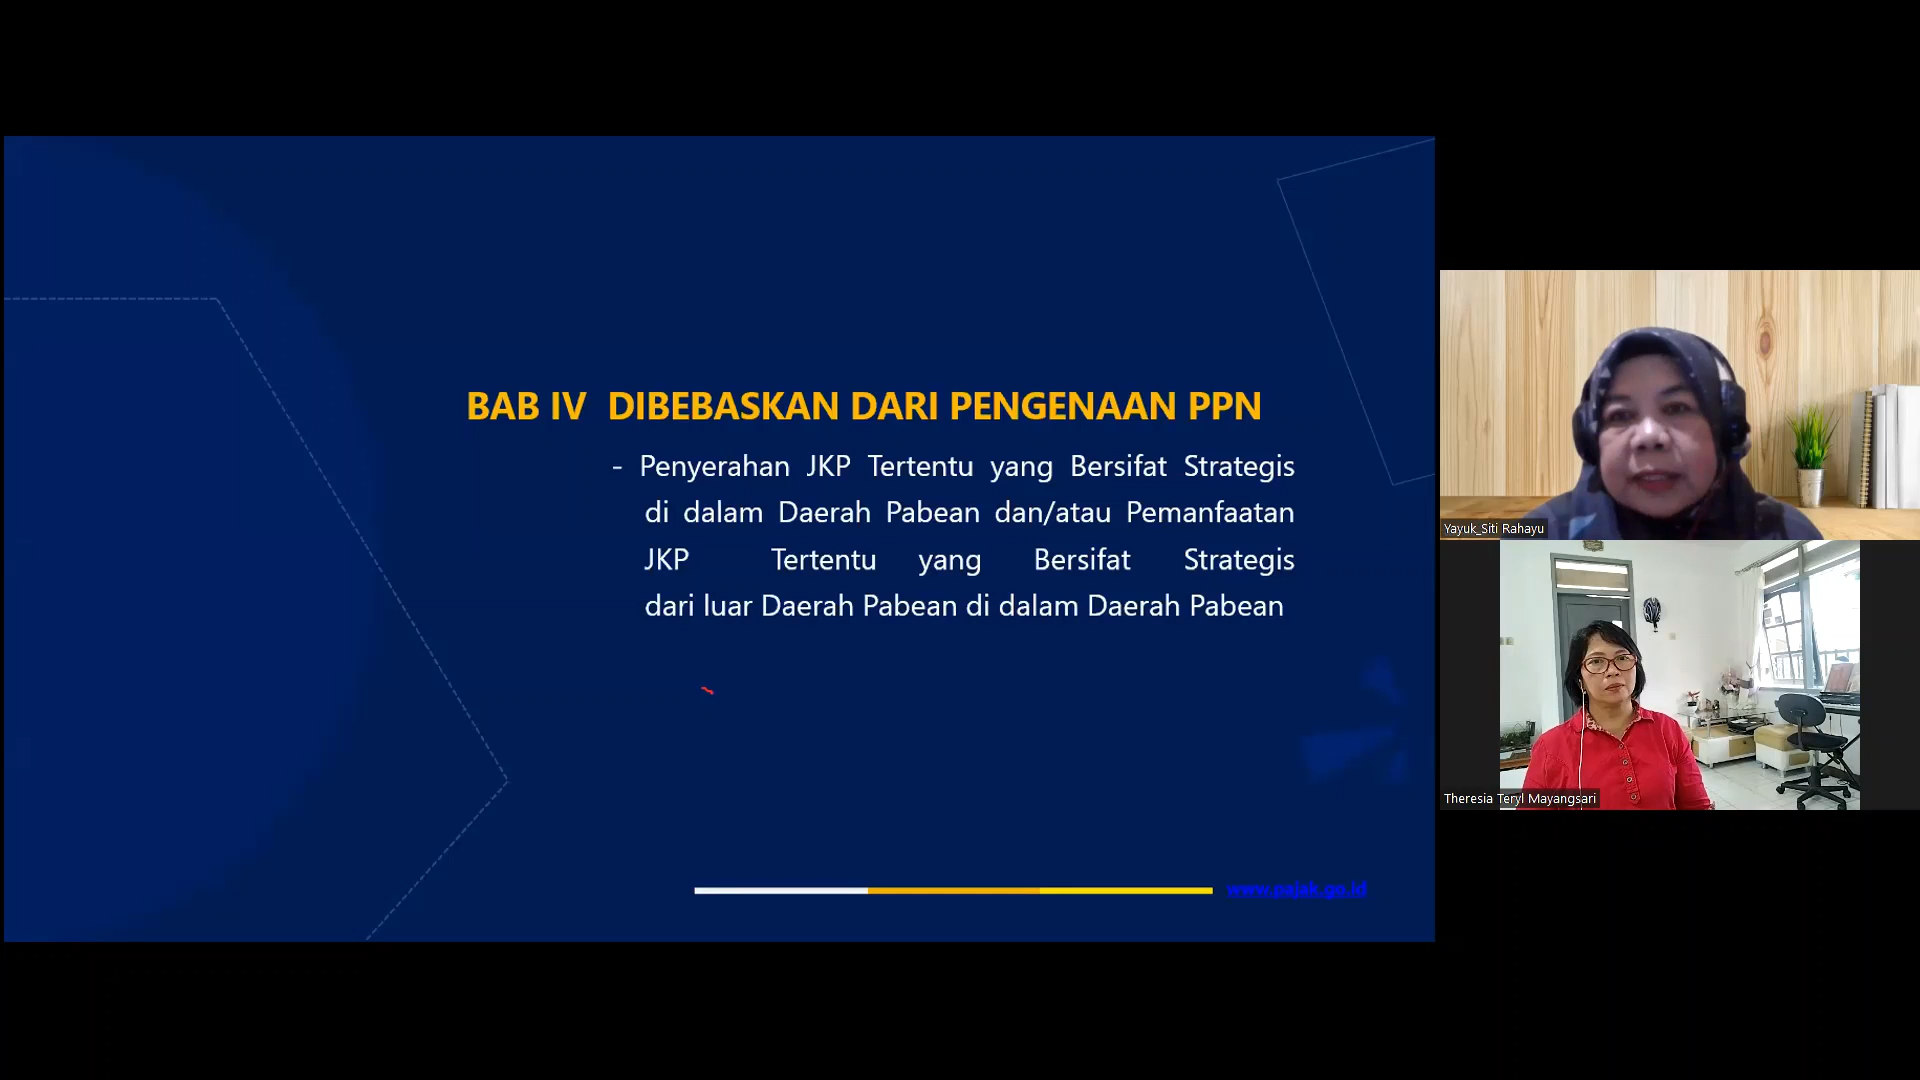 BAB IV DIBEBASKAN DARI PENGENAAN PPN
- Penyerahan JKP Tertentu yang Bersifat Strategis
di dalam Daerah Pabean dan/atau Pemanfaatan
JKP Tertentu yang Bersifat Strategis
dari luar Daerah Pabean di dalam Daerah Pabean
www.pajak.go.id
Yayuk_Siti Rahayu
Theresia Teryl Mayangsari